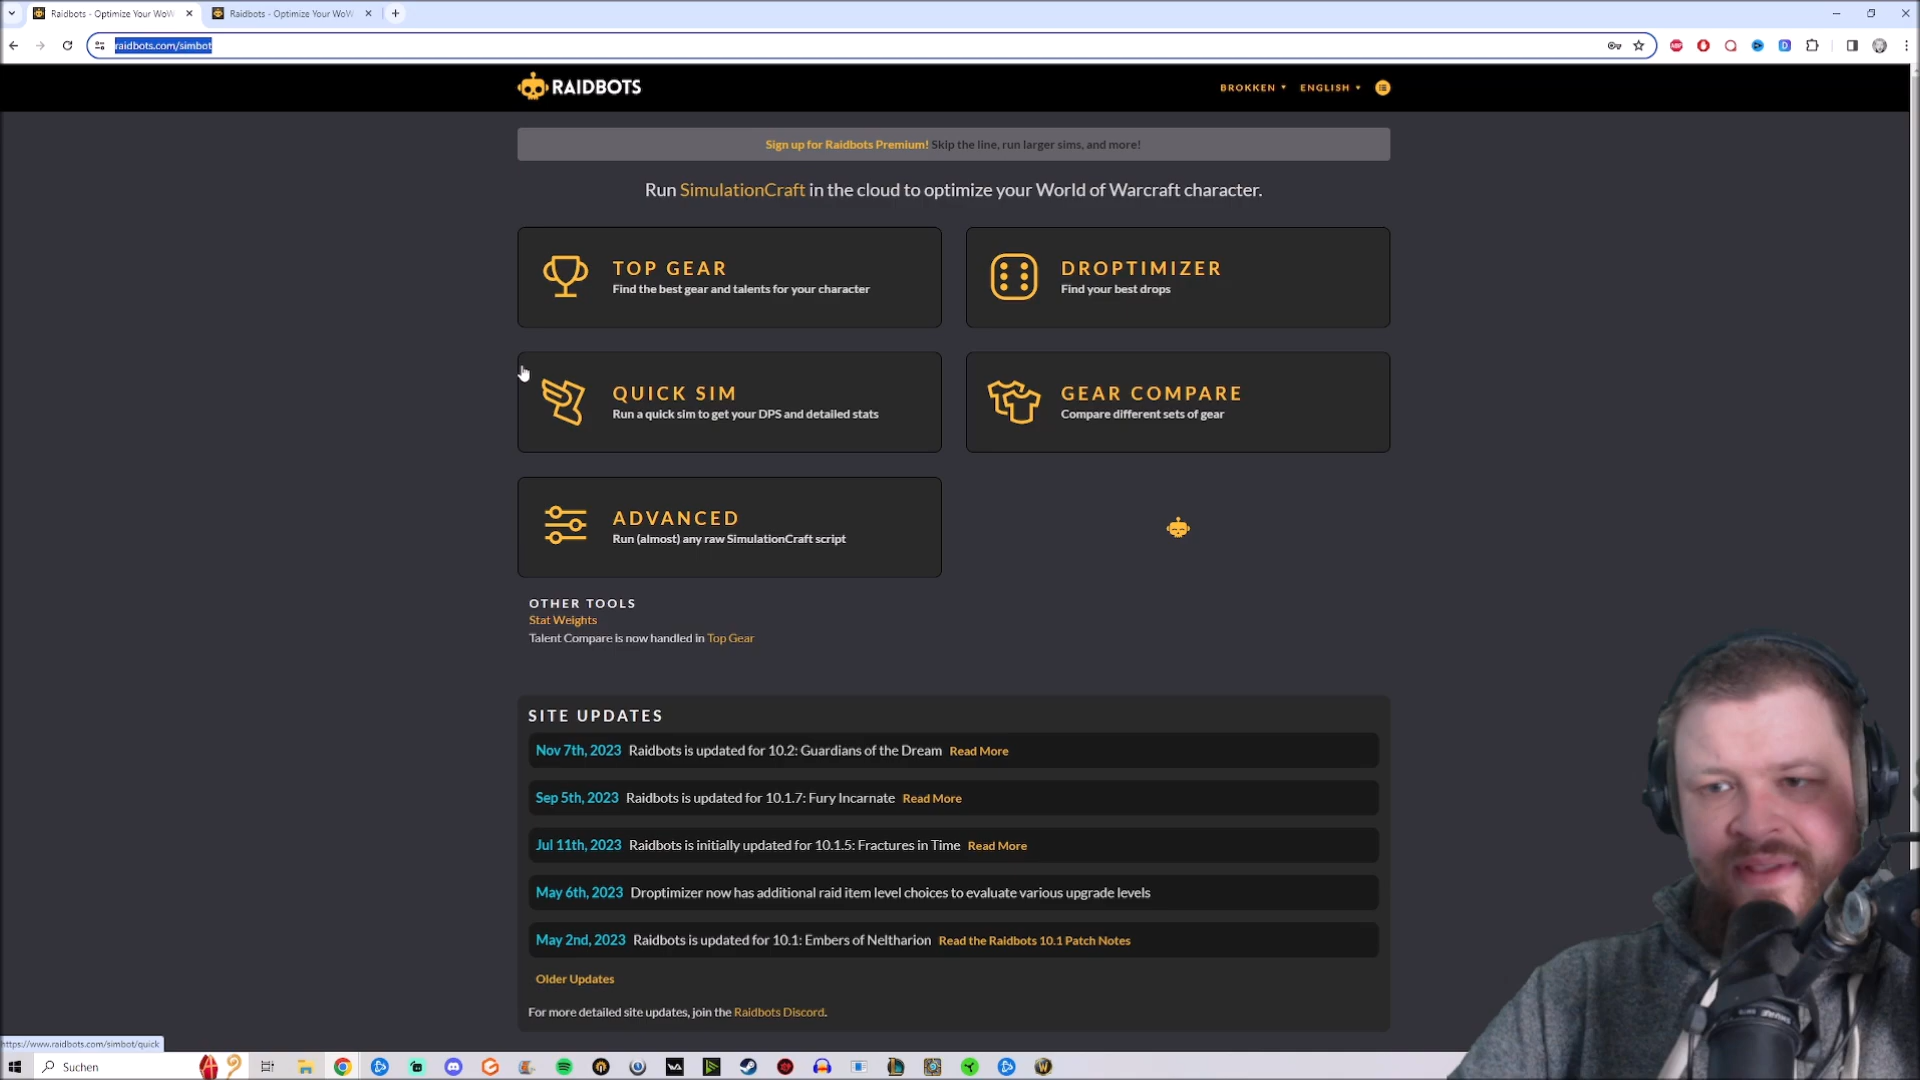 Raidbots - Optimize Your WoW
Raidbots - Optimize Your WoW
raidbots.com/simbot
RAIDBOTS
BROKKEN
ENGLISH
Sign up for Raidbots Premium! Skip the line, run larger sims, and more!
Run SimulationCraft in the cloud to optimize your World of Warcraft character.
TOP GEAR
Find the best gear and talents for your character
DROPTIMIZER
Find your best drops
QUICK SIM
Run a quick sim to get your DPS and detailed stats
GEAR COMPARE
Compare different sets of gear
ADVANCED
Run (almost) any raw SimulationCraft script
OTHER TOOLS
Stat Weights
Talent Compare is now handled in Top Gear
SITE UPDATES
Nov 7th, 2023 Raidbots is updated for 10.2: Guardians of the Dream Read More
Sep 5th, 2023 Raidbots is updated for 10.1.7: Fury Incarnate Read More
Jul 11th, 2023 Raidbots is initially updated for 10.1.5: Fractures in Time Read More
May 6th, 2023 Droptimizer now has additional raid item level choices to evaluate various upgrade levels
May 2nd, 2023 Raidbots is updated for 10.1: Embers of Neltharion Read the Raidbots 10.1 Patch Notes
Older Updates
For more detailed site updates, join the Raidbots Discord.
https://www.raidbots.com/simbot/quick
Suchen